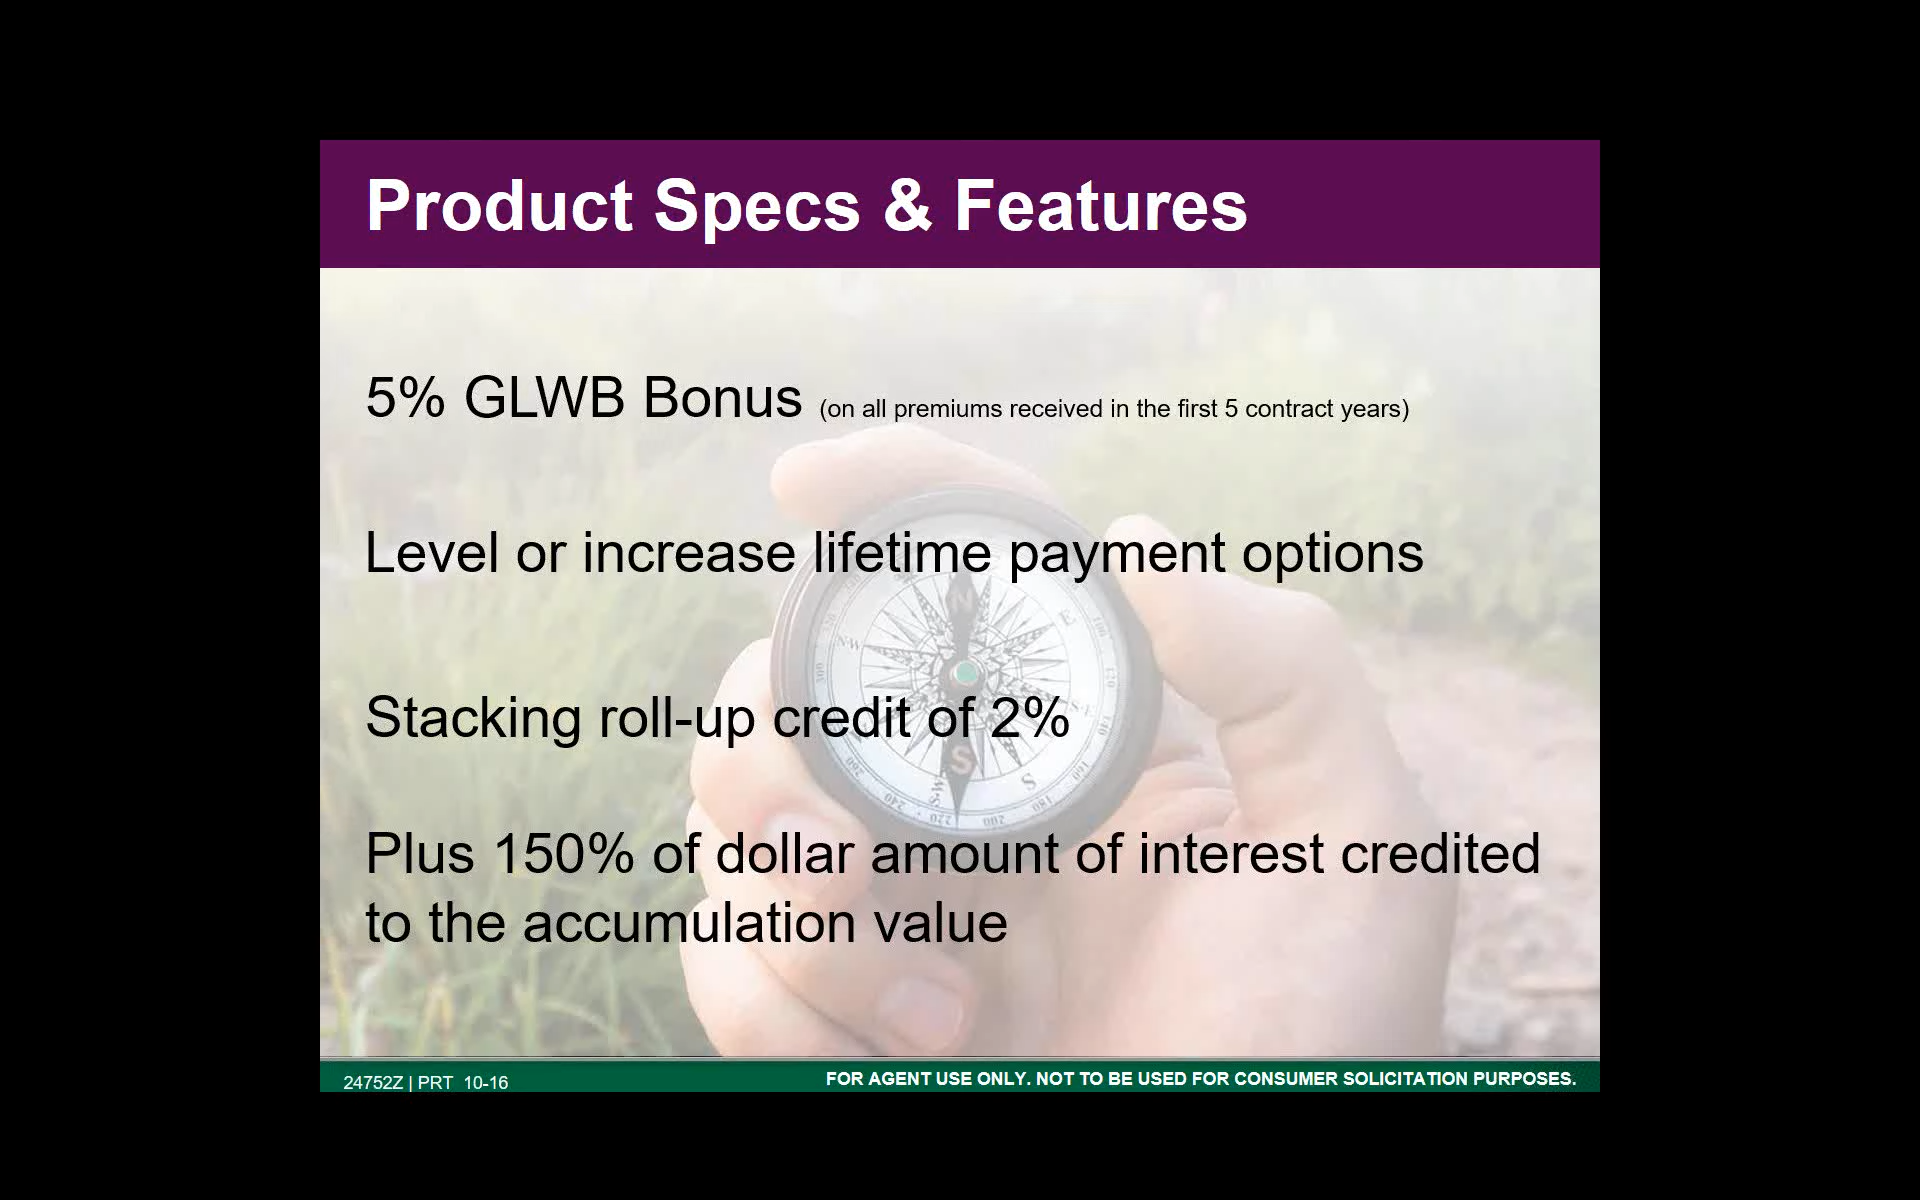 Product Specs & Features
5% GLWB Bonus (on all premiums received in the first 5 contract years)
Level or increase lifetime payment options
Stacking roll-up credit of 2%
Plus 150% of dollar amount of interest credited
to the accumulation value
24752Z | PRT 10-16
FOR AGENT USE ONLY. NOT TO BE USED FOR CONSUMER SOLICITATION PURPOSES.